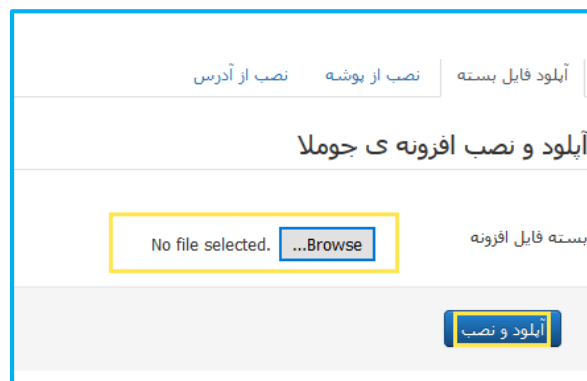 آپلود فایل بسته نصب از پوشه نصب از آدرس
آپلود و نصب افزونه ی جوملا
بسته فایل افزونه ...Browse No file selected.
آپلود و نصب